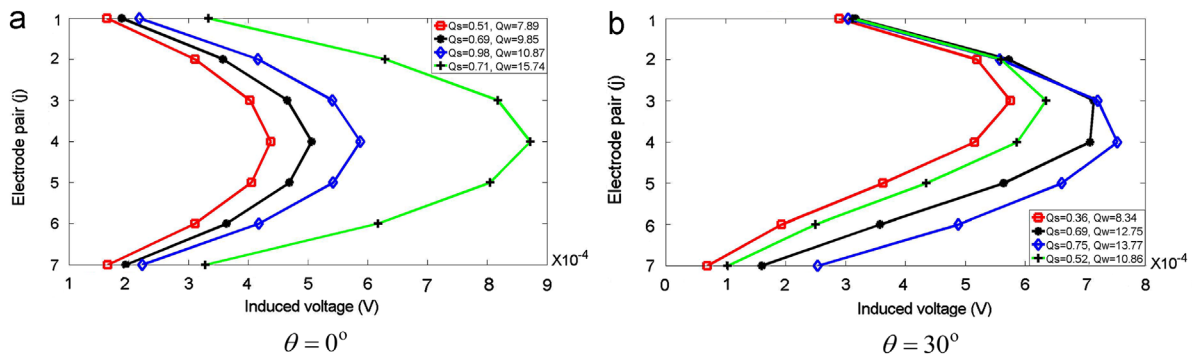 a
Electrode pair (j)
1
2
3
4
5
6
7
Qs=0.51, Qw=7.89
Qs=0.69, Qw=9.85
Qs=0.98, Qw=10.87
Qs=0.71, Qw=15.74
1 2 3 4 5 6 7 8 9
X10-4
Induced voltage (V)
θ = 0°
b
Electrode pair (j)
1
2
3
4
5
6
7
Qs=0.36, Qw=8.34
Qs=0.69, Qw=12.75
Qs=0.75, Qw=13.77
Qs=0.52, Qw=10.86
0 1 2 3 4 5 6 7 8
X10-4
Induced voltage (V)
θ = 30°